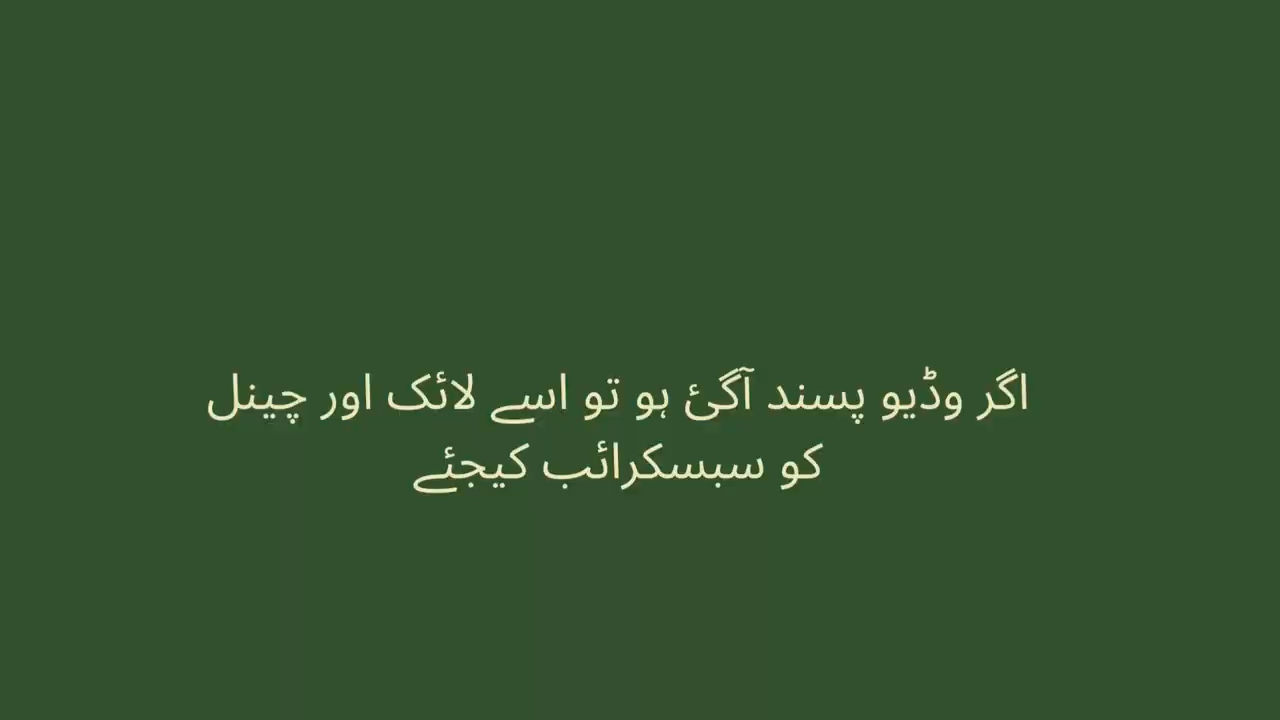 اگر وڈیو پسند آگئ ہو تو اسے لائک اور چینل
کو سبسکرائب کیجئے